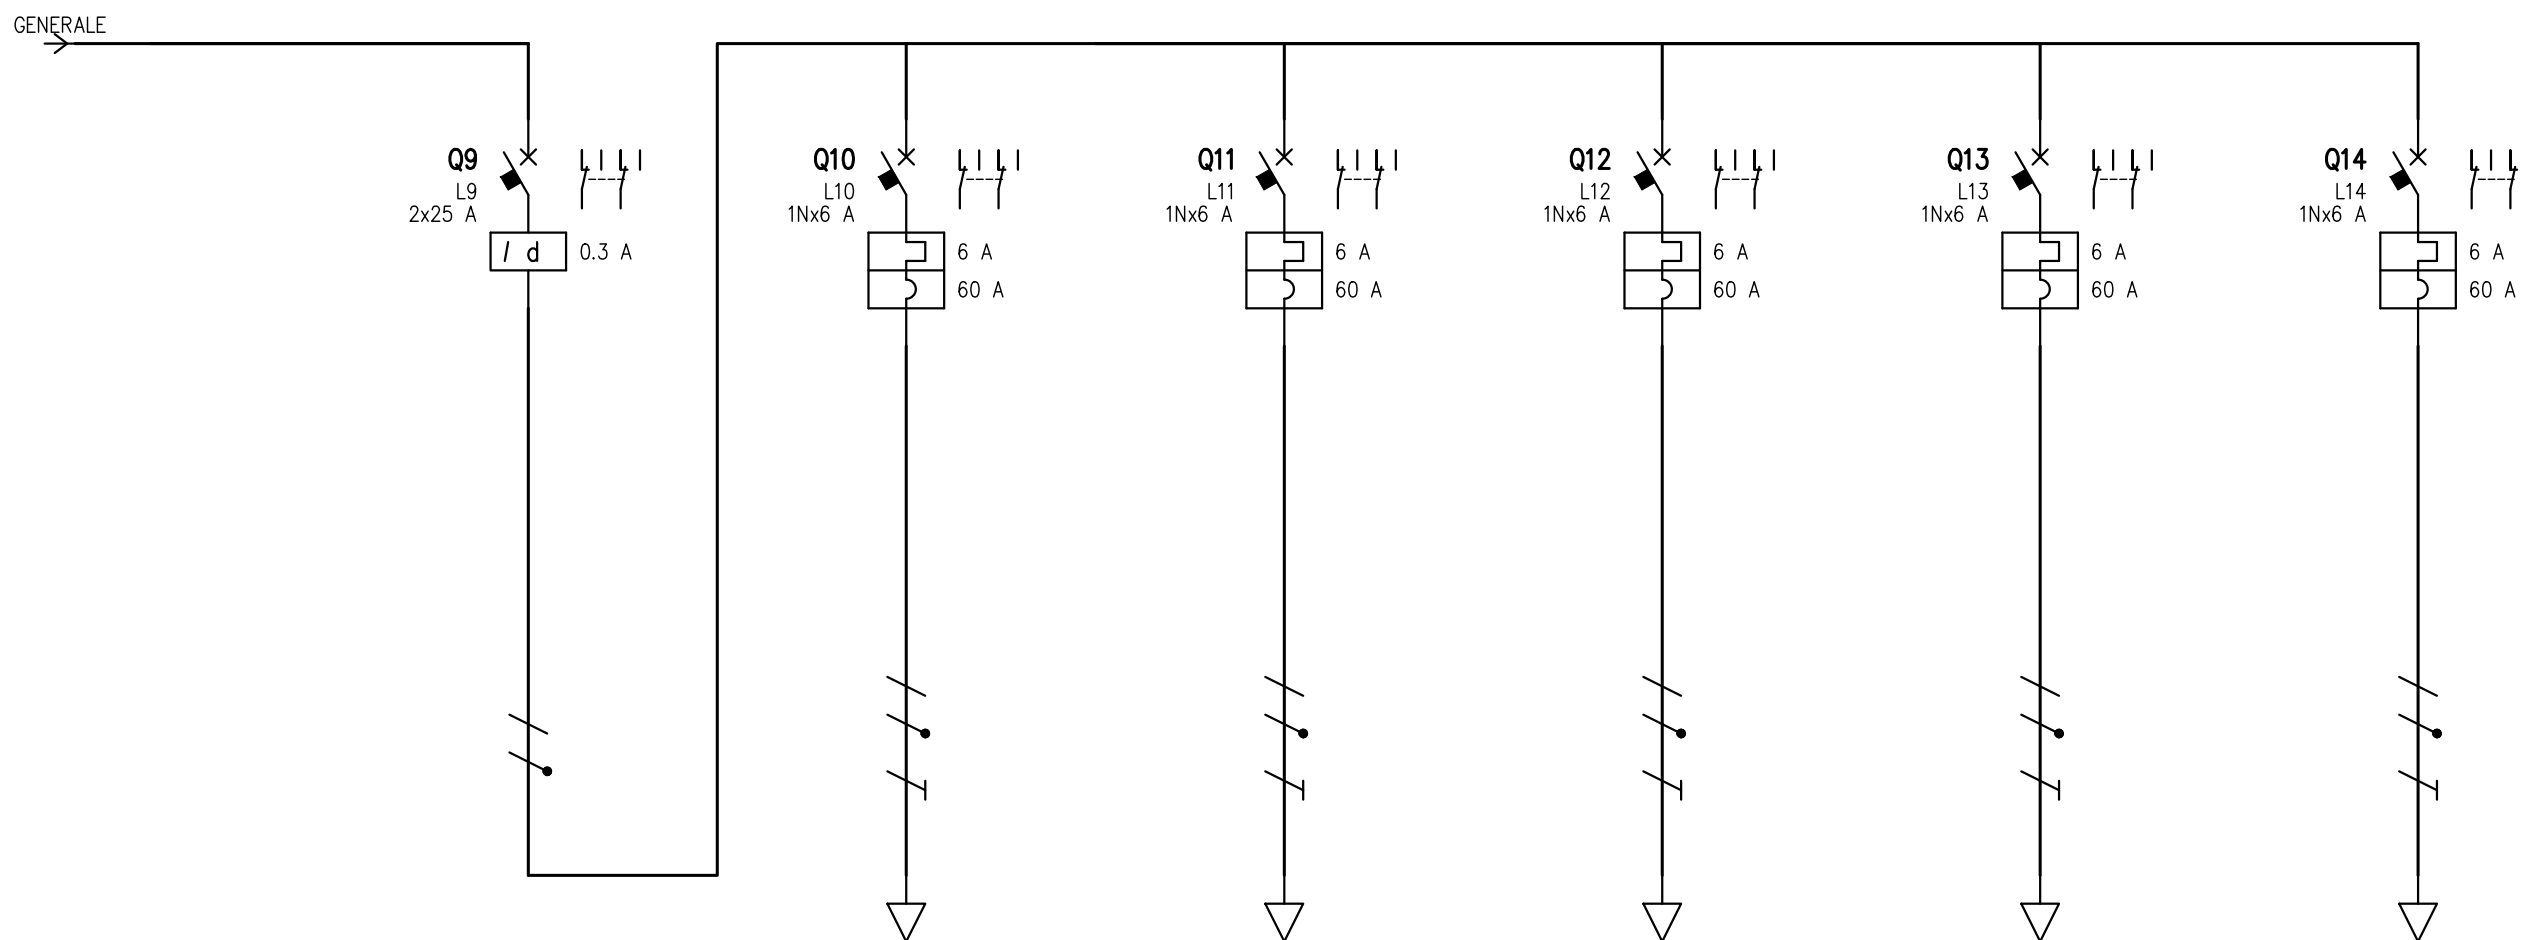 GENERALE
Q9
L9
2x25 A
I d
0.3 A
Q10
L10
1Nx6 A
6 A
60 A
Q11
L11
1Nx6 A
6 A
60 A
Q12
L12
1Nx6 A
6 A
60 A
Q13
L13
1Nx6 A
6 A
60 A
Q14
L14
1Nx6 A
6 A
60 A